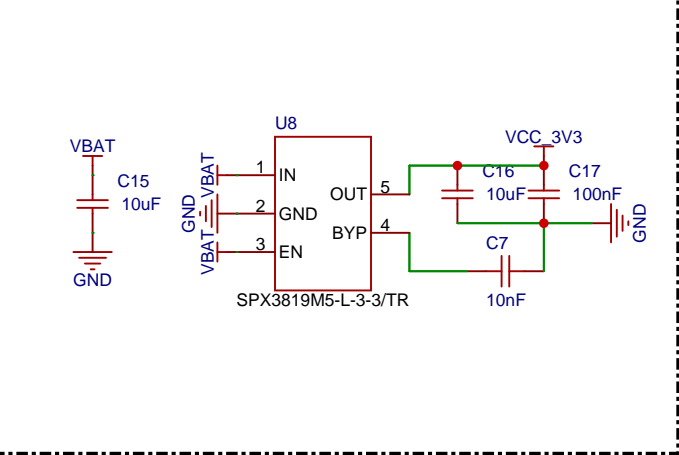 U8
VBAT
C15
10uF
GND
VBAT
1
IN
GND
2
GND
VBAT
3
EN
OUT
5
BYP
4
SPX3819M5-L-3-3/TR
VCC_3V3
C16
10uF
C17
100nF
GND
C7
10nF